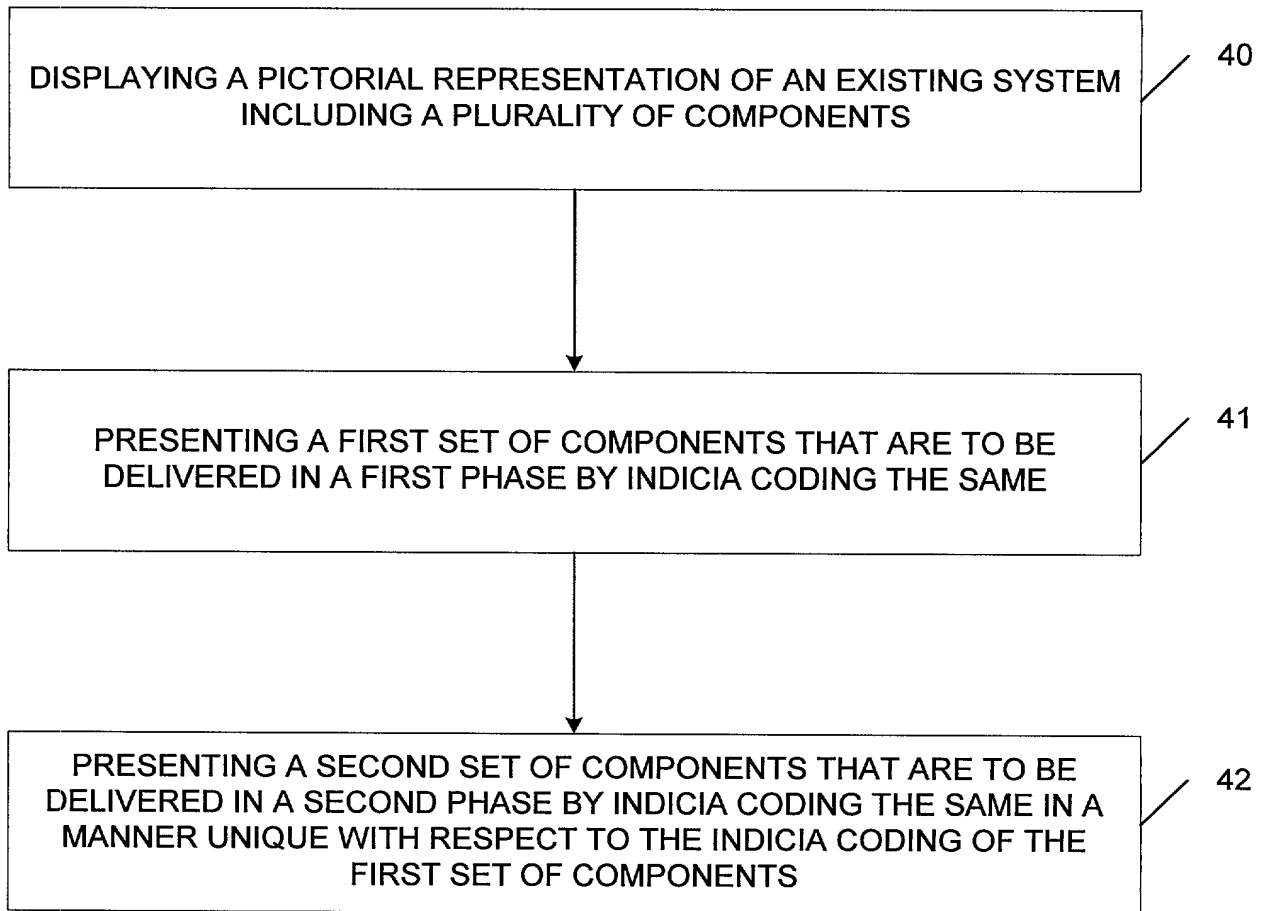 DISPLAYING A PICTORIAL REPRESENTATION OF AN EXISTING SYSTEM
INCLUDING A PLURALITY OF COMPONENTS
40
PRESENTING A FIRST SET OF COMPONENTS THAT ARE TO BE
DELIVERED IN A FIRST PHASE BY INDICIA CODING THE SAME
41
PRESENTING A SECOND SET OF COMPONENTS THAT ARE TO BE
DELIVERED IN A SECOND PHASE BY INDICIA CODING THE SAME IN A
MANNER UNIQUE WITH RESPECT TO THE INDICIA CODING OF THE
FIRST SET OF COMPONENTS
42